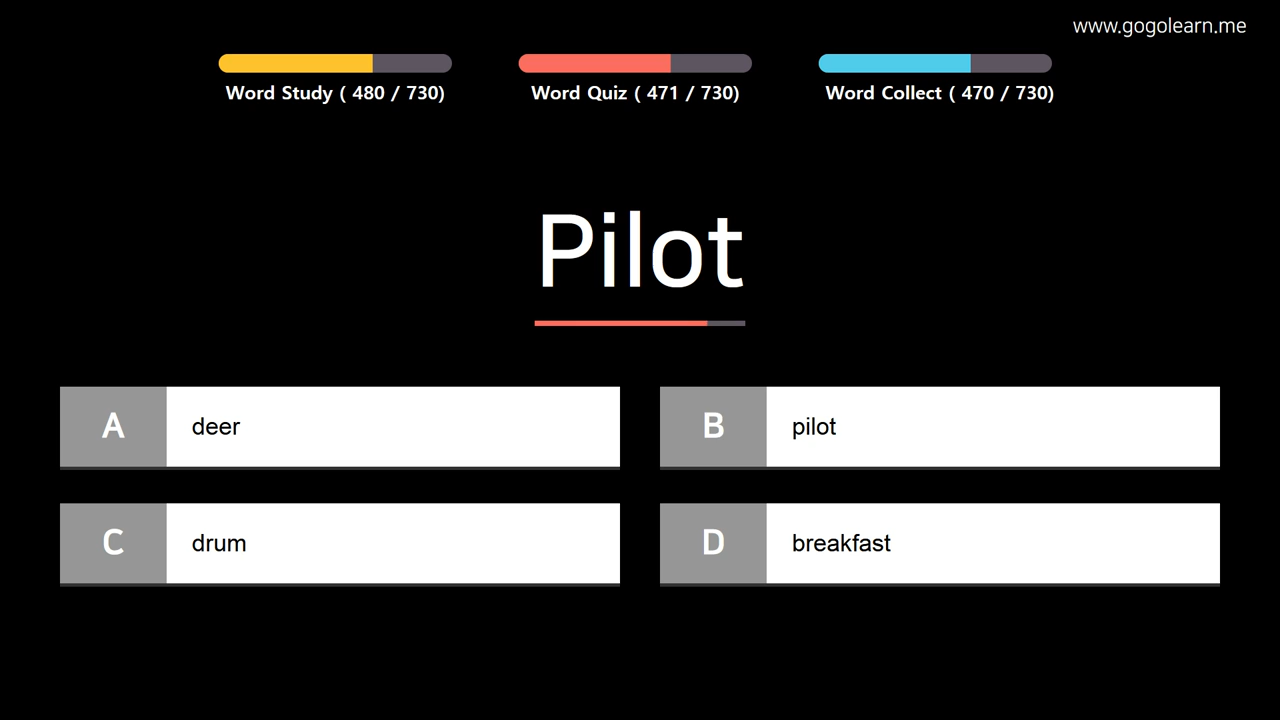 www.gogolearn.me
Word Study ( 480 / 730)
Word Quiz ( 471 / 730)
Word Collect ( 470 / 730)
Pilot
A deer
B pilot
C drum
D breakfast